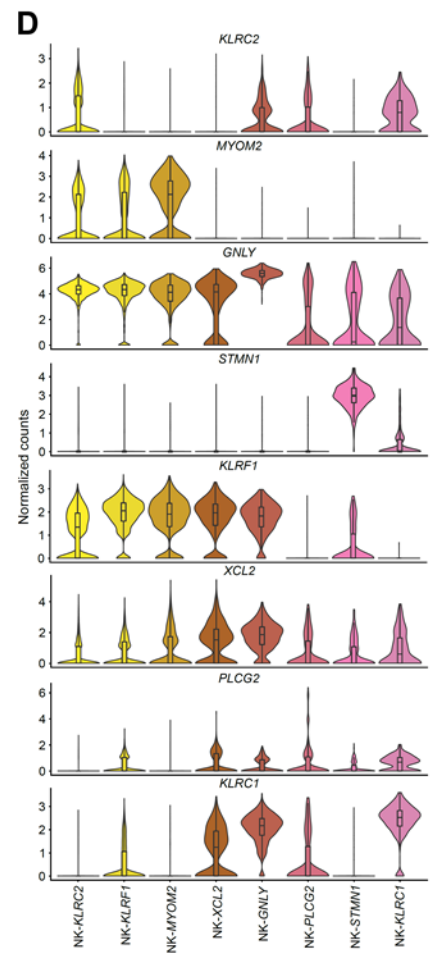 D
KLRC2
3
2
1
0
MYOM2
4
3
2
1
0
GNLY
6
4
2
0
STMN1
4
3
2
1
0
KLRF1
3
2
1
0
XCL2
4
2
0
PLCG2
6
4
2
0
KLRC1
3
2
1
0
Normalized counts
NK-KLRC2
NK-KLRF1
NK-MYOM2
NK-XCL2
NK-GNLY
NK-PLCG2
NK-STMN1
NK-KLRC1